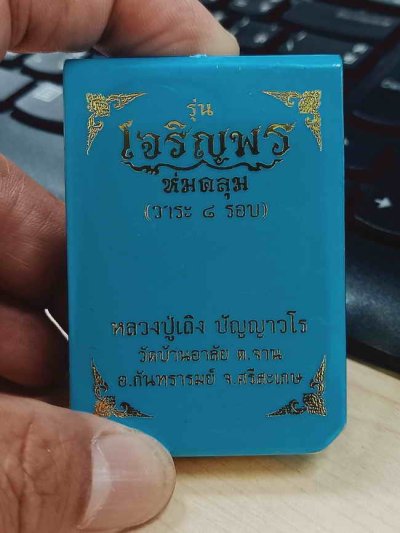 รุ่น
เจริญพร
ห่มคลุม
(วาระ ๘ รอบ)
หลวงปู่เถิง ปัญญาวโร
วัดบ้านอาลัย ต.จาน
อ.กันทรารมย์ จ.ศรีสะเกษ